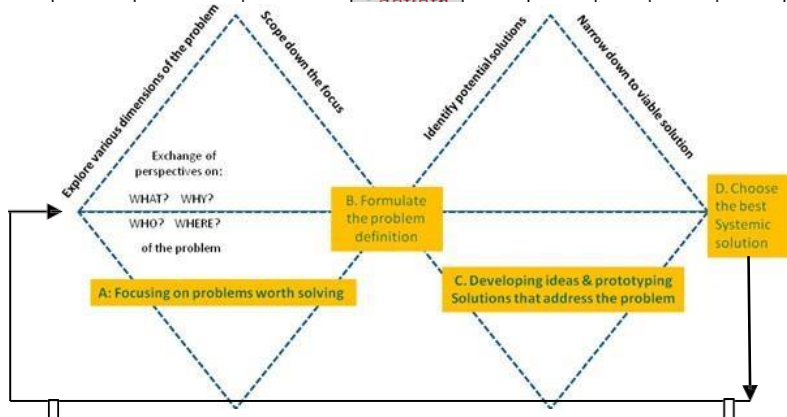 Explore various dimensions of the problem
Scope down the focus
Identify potential solutions
Narrow down to viable solution
Exchange of
perspectives on:
WHAT? WHY?
WHO? WHERE?
of the problem
B. Formulate
the problem
definition
D. Choose
the best
Systemic
solution
A: Focusing on problems worth solving
C. Developing ideas & prototyping
Solutions that address the problem